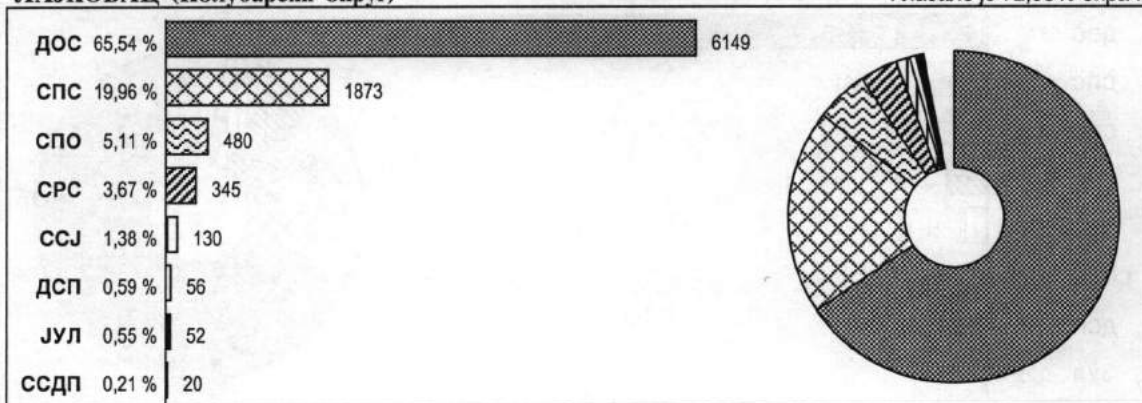 ДОС 65,54 % 6149
СПС 19,96 % 1873
СПО 5,11 % 480
СРС 3,67 % 345
ССЈ 1,38 % 130
ДСП 0,59 % 56
ЈУЛ 0,55 % 52
ССДП 0,21 % 20